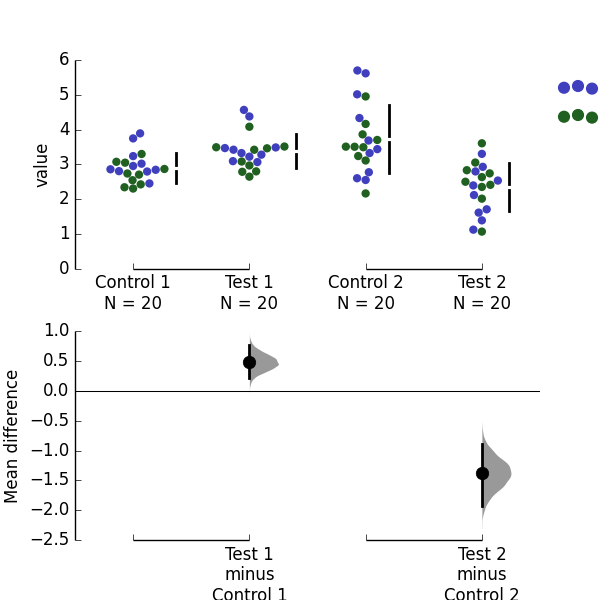 6
5
4
3
2
1
0
value
Control 1
N = 20
Test 1
N = 20
Control 2
N = 20
Test 2
N = 20
1.0
0.5
0.0
−0.5
−1.0
−1.5
−2.0
−2.5
Mean difference
Test 1
minus
Control 1
Test 2
minus
Control 2